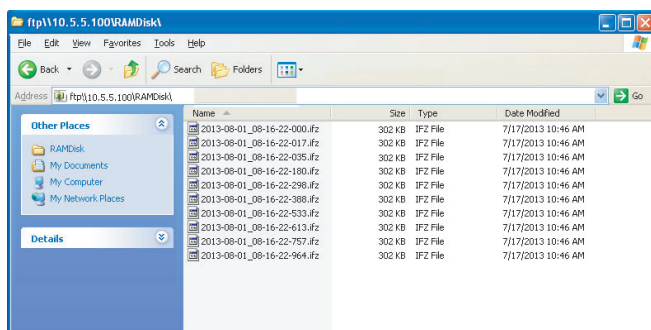 ftp\\10.5.5.100\RAMDisk\
File Edit View Favorites Tools Help
Back Search Folders
Address ftp\\10.5.5.100\RAMDisk\ Go
Name Size Type Date Modified
Other Places
RAMDisk
My Documents
My Computer
My Network Places
Details
2013-08-01_08-16-22-000.ifz 302 KB IFZ File 7/17/2013 10:46 AM
2013-08-01_08-16-22-017.ifz 302 KB IFZ File 7/17/2013 10:46 AM
2013-08-01_08-16-22-035.ifz 302 KB IFZ File 7/17/2013 10:46 AM
2013-08-01_08-16-22-180.ifz 302 KB IFZ File 7/17/2013 10:46 AM
2013-08-01_08-16-22-298.ifz 302 KB IFZ File 7/17/2013 10:46 AM
2013-08-01_08-16-22-388.ifz 302 KB IFZ File 7/17/2013 10:46 AM
2013-08-01_08-16-22-533.ifz 302 KB IFZ File 7/17/2013 10:46 AM
2013-08-01_08-16-22-613.ifz 302 KB IFZ File 7/17/2013 10:46 AM
2013-08-01_08-16-22-757.ifz 302 KB IFZ File 7/17/2013 10:46 AM
2013-08-01_08-16-22-964.ifz 302 KB IFZ File 7/17/2013 10:46 AM